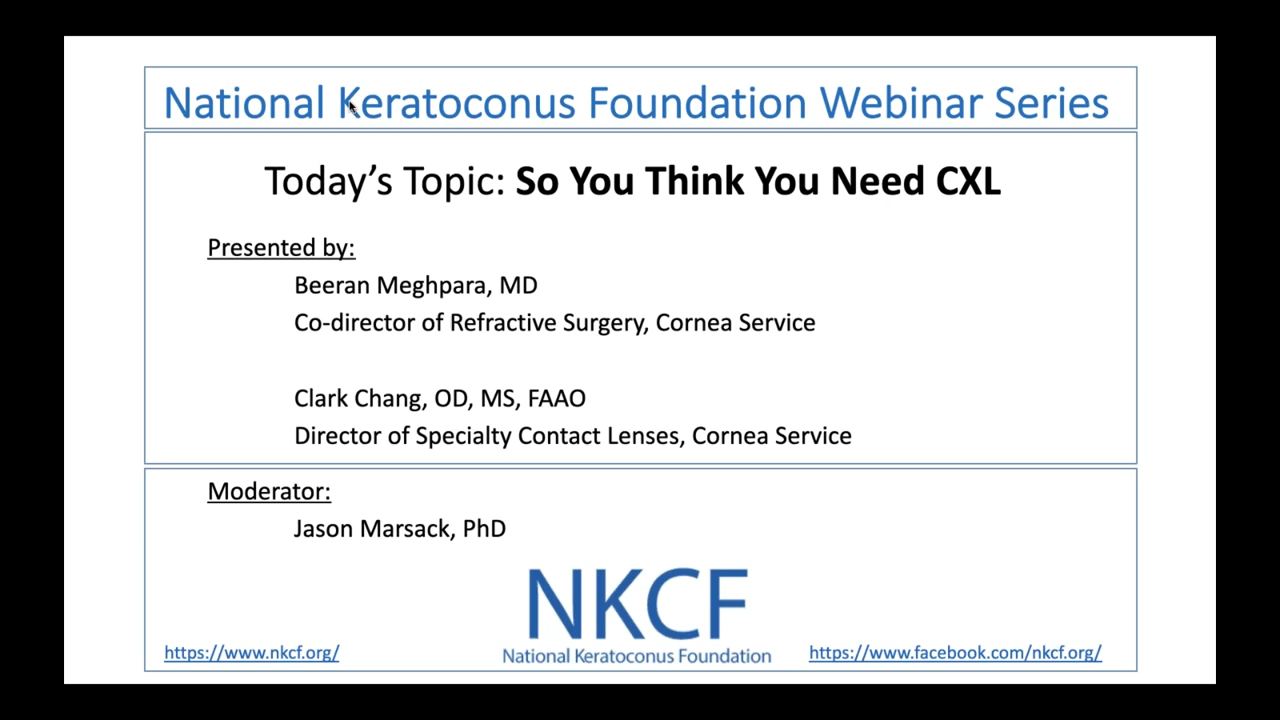 National Keratoconus Foundation Webinar Series
Today's Topic: So You Think You Need CXL
Presented by:
Beeran Meghpara, MD
Co-director of Refractive Surgery, Cornea Service
Clark Chang, OD, MS, FAAO
Director of Specialty Contact Lenses, Cornea Service
Moderator:
Jason Marsack, PhD
NKCF
National Keratoconus Foundation
https://www.nkcf.org/
https://www.facebook.com/nkcf.org/